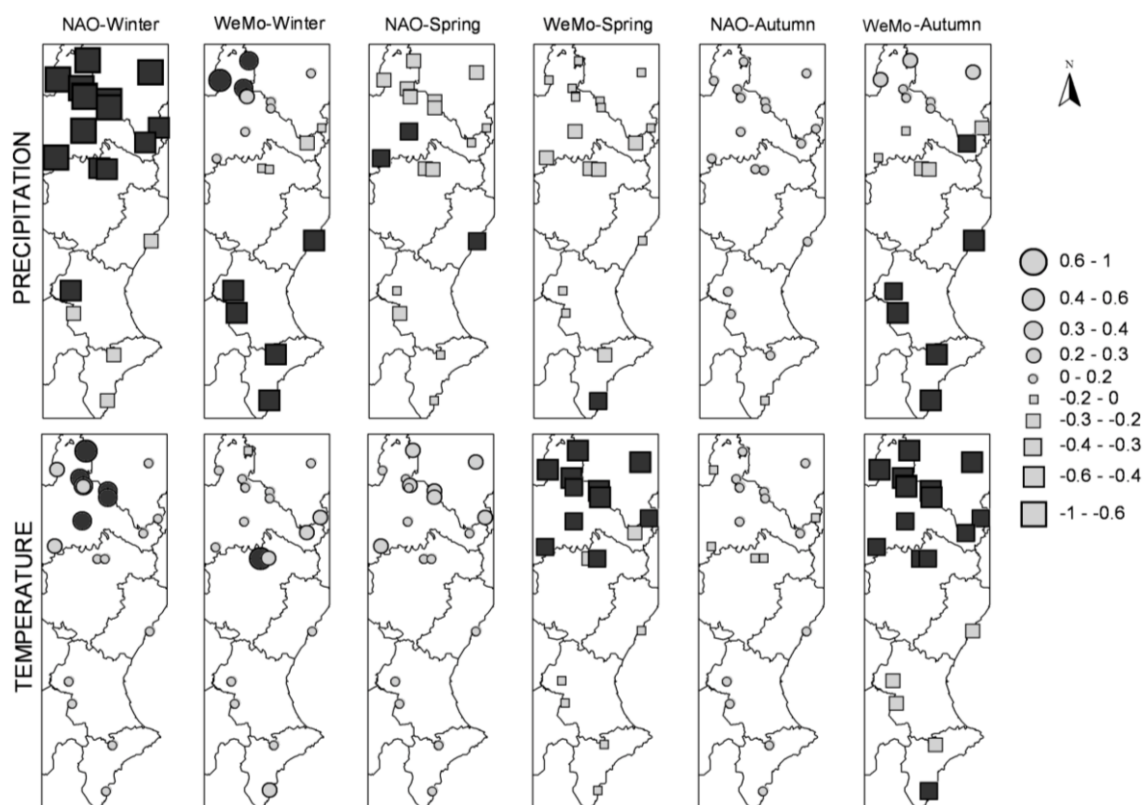 NAO-Winter WeMo-Winter NAO-Spring WeMo-Spring NAO-Autumn WeMo-Autumn
N
PRECIPITATION
0.6 - 1
0.4 - 0.6
0.3 - 0.4
0.2 - 0.3
0 - 0.2
-0.2 - 0
-0.3 - -0.2
-0.4 - -0.3
-0.6 - -0.4
-1 - -0.6
TEMPERATURE